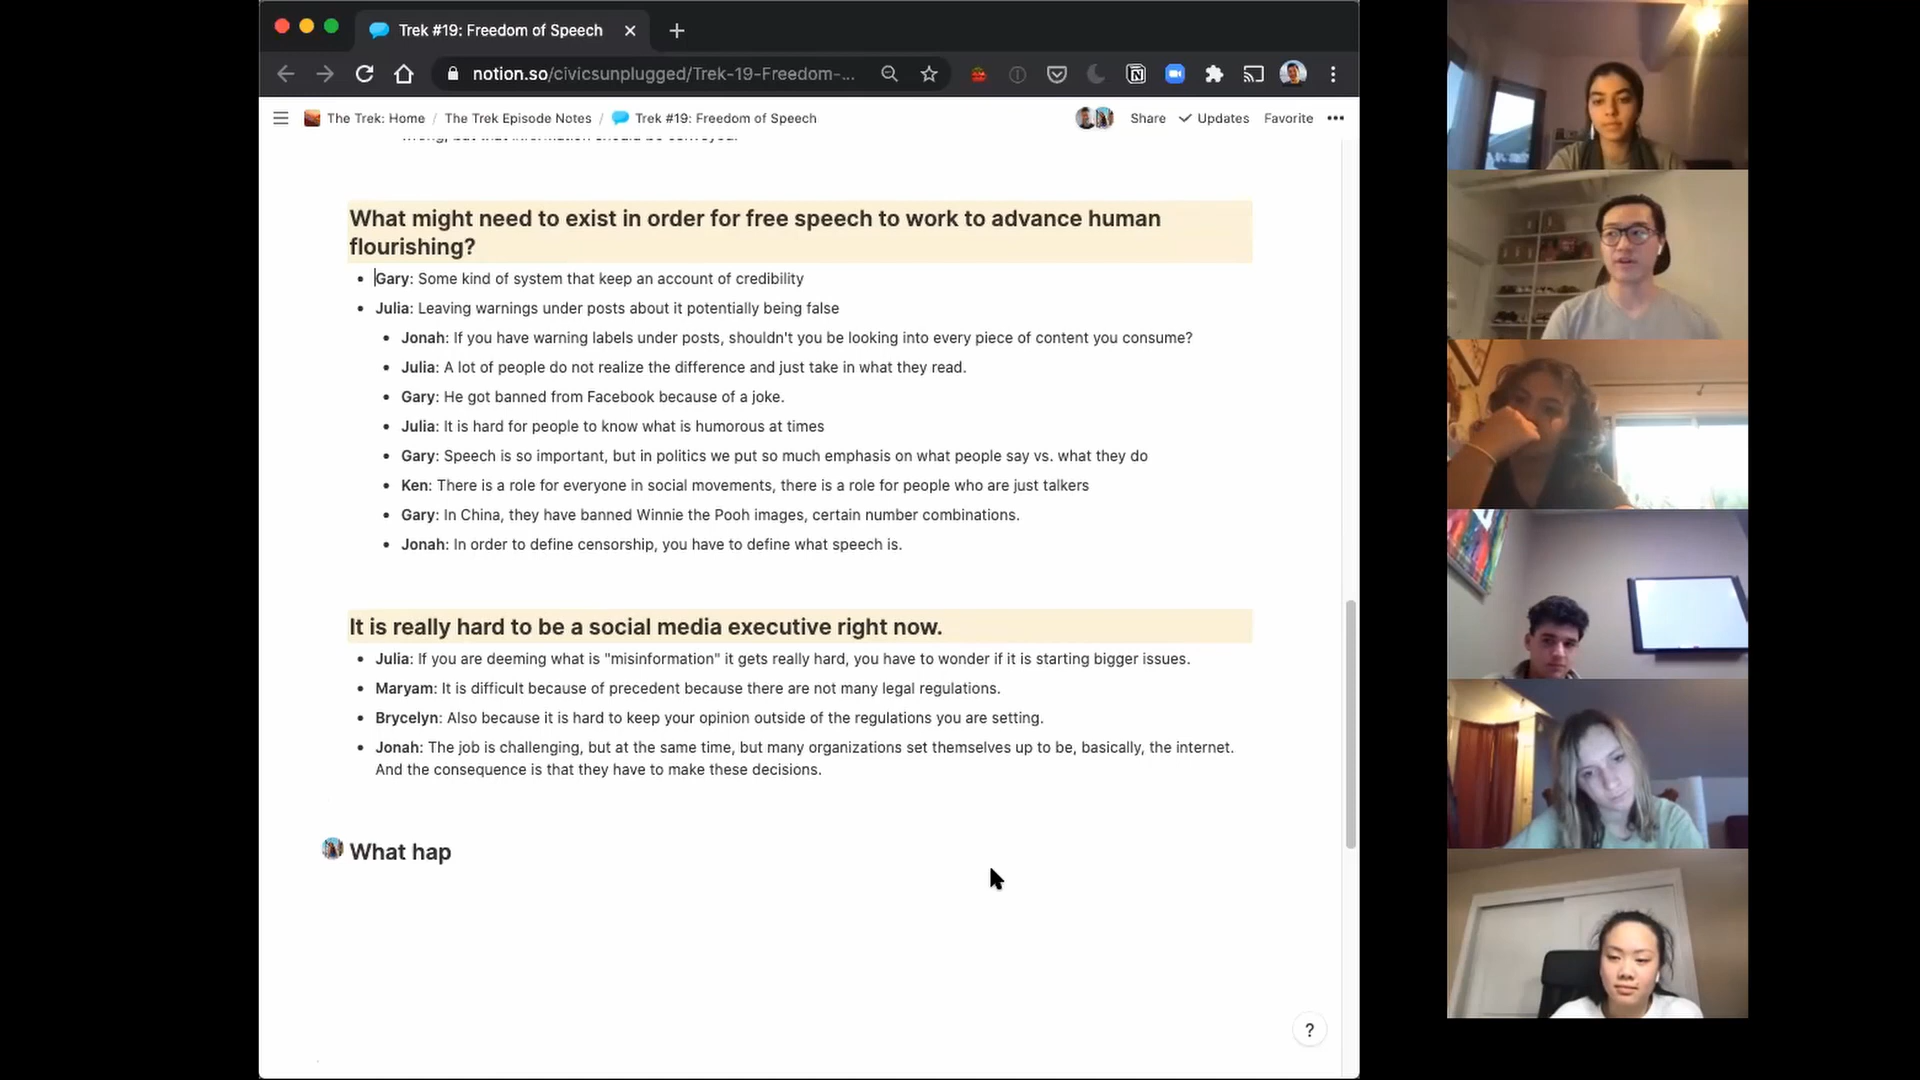 Trek #19: Freedom of Speech
notion.so/civicsunplugged/Trek-19-Freedom-...
The Trek: Home / The Trek Episode Notes / Trek #19: Freedom of Speech
Share Updates Favorite
wrong, but that information should be conveyed.
What might need to exist in order for free speech to work to advance human
flourishing?
• Gary: Some kind of system that keep an account of credibility
• Julia: Leaving warnings under posts about it potentially being false
• Jonah: If you have warning labels under posts, shouldn't you be looking into every piece of content you consume?
• Julia: A lot of people do not realize the difference and just take in what they read.
• Gary: He got banned from Facebook because of a joke.
• Julia: It is hard for people to know what is humorous at times
• Gary: Speech is so important, but in politics we put so much emphasis on what people say vs. what they do
• Ken: There is a role for everyone in social movements, there is a role for people who are just talkers
• Gary: In China, they have banned Winnie the Pooh images, certain number combinations.
• Jonah: In order to define censorship, you have to define what speech is.
It is really hard to be a social media executive right now.
• Julia: If you are deeming what is "misinformation" it gets really hard, you have to wonder if it is starting bigger issues.
• Maryam: It is difficult because of precedent because there are not many legal regulations.
• Brycelyn: Also because it is hard to keep your opinion outside of the regulations you are setting.
• Jonah: The job is challenging, but at the same time, but many organizations set themselves up to be, basically, the internet.
And the consequence is that they have to make these decisions.
What hap
?